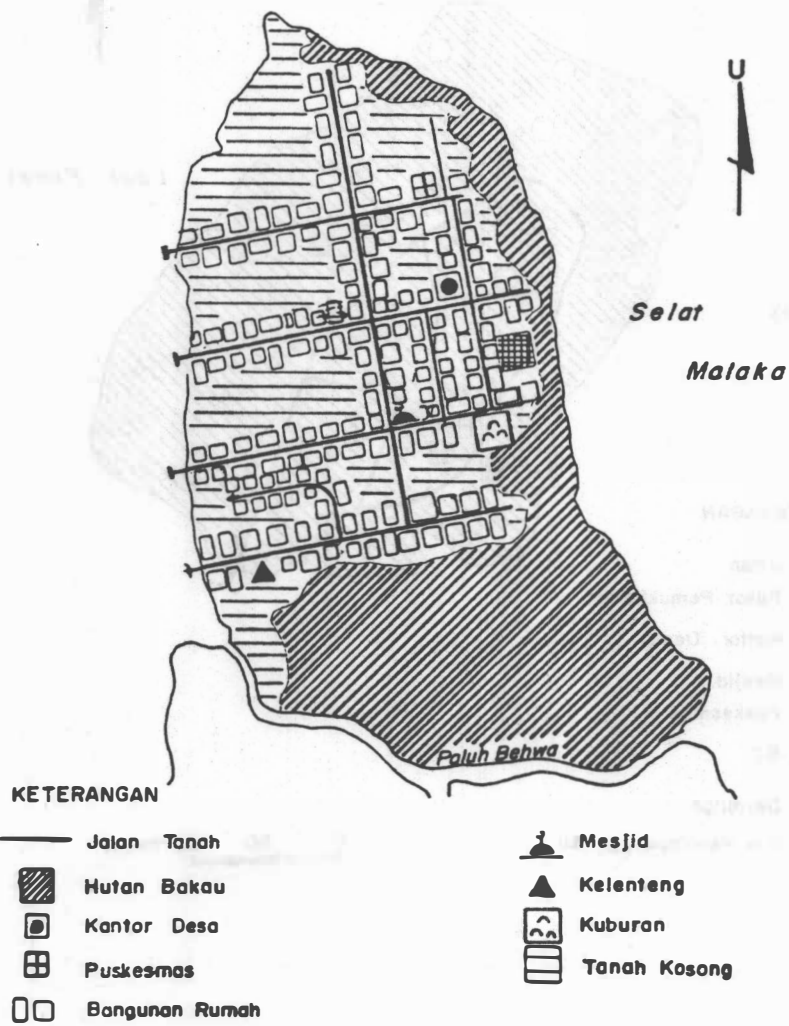 U
Selat
Malaka
Paluh Behwa
KETERANGAN
Jalan Tanah
Hutan Bakau
Kantor Desa
Puskesmas
Bangunan Rumah
Mesjid
Kelenteng
Kuburan
Tanah Kosong